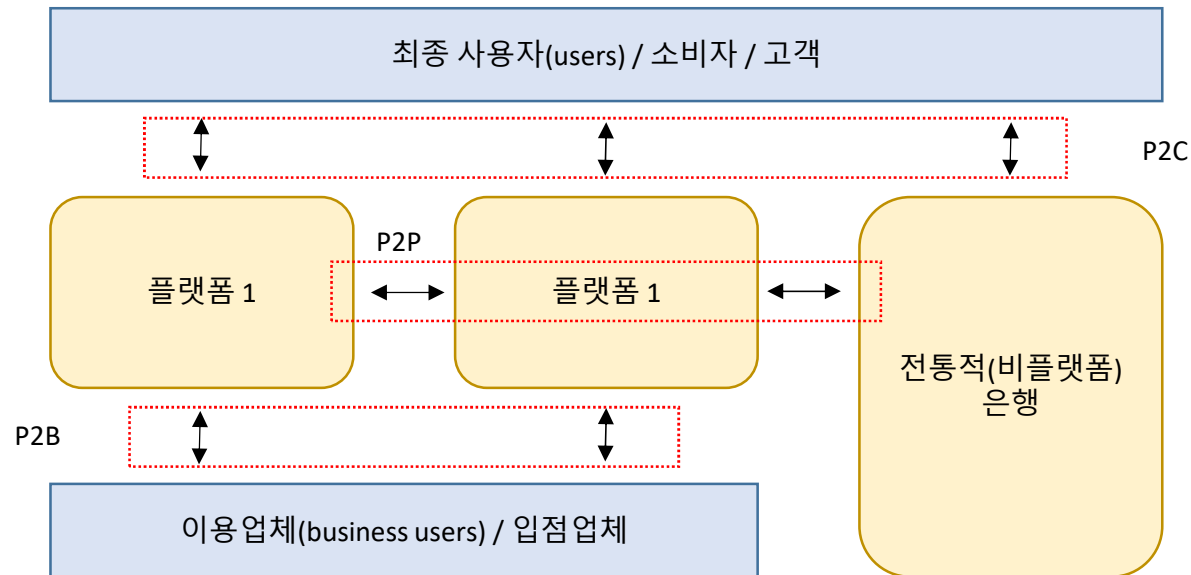 최종 사용자(users) / 소비자 / 고객
P2C
P2P
플랫폼 1
플랫폼 1
전통적(비플랫폼)
은행
P2B
이용업체(business users) / 입점업체